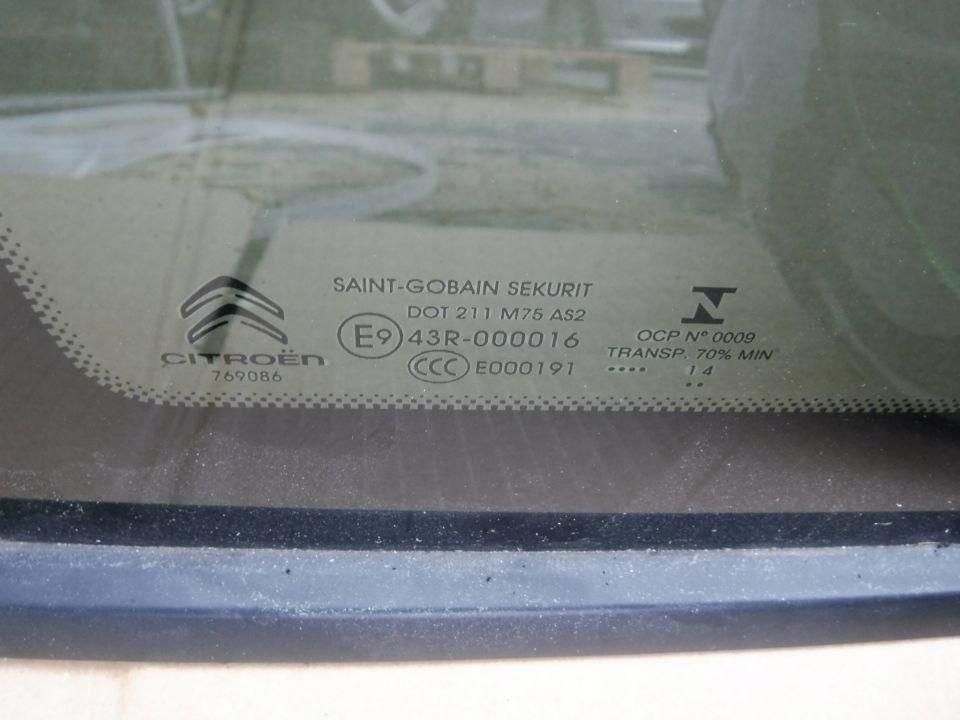 CITROËN
769086
SAINT-GOBAIN SEKURIT
DOT 211 M75 AS2
E9 43R-000016
CCC E000191
N
OCP Nº 0009
TRANSP. 70% MIN
.... 14
..